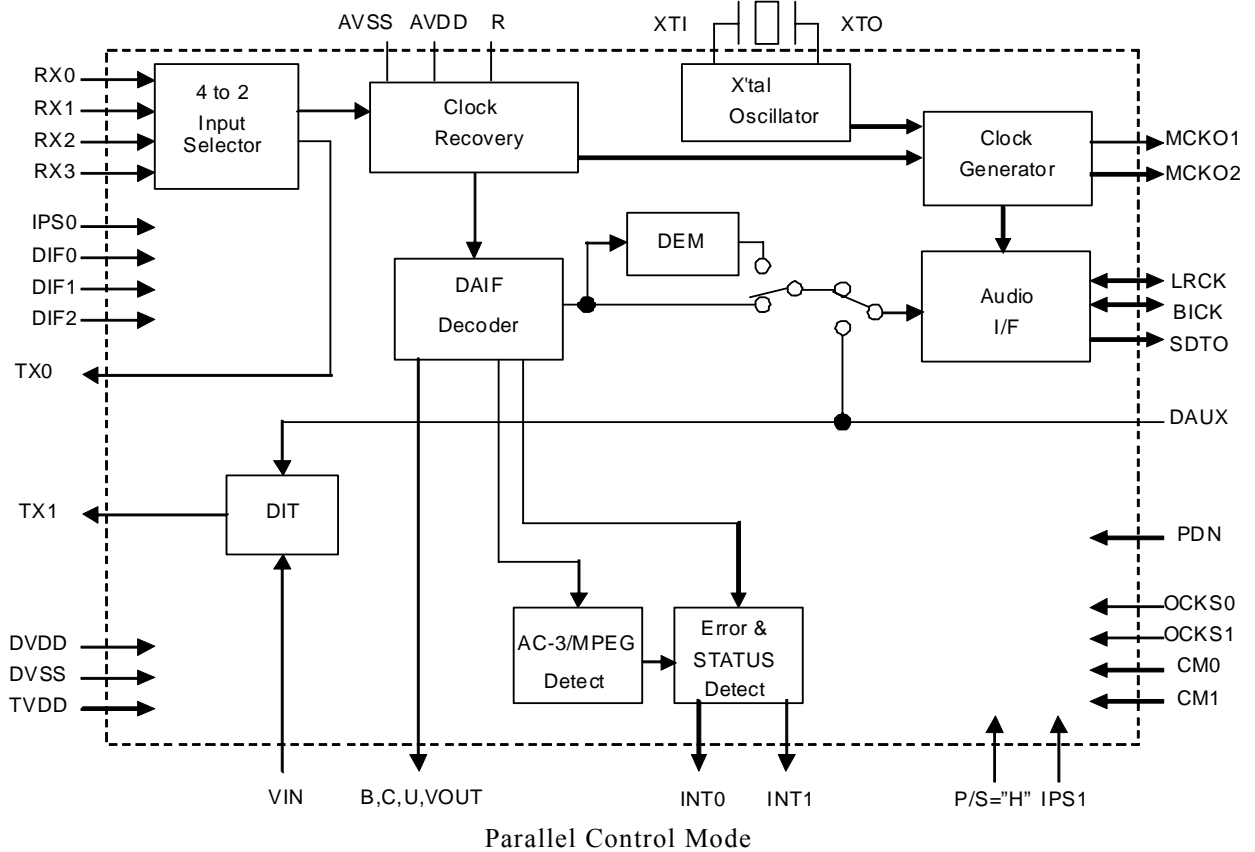 AVSS AVDD R XTI XTO
RX0
RX1
RX2
RX3
4 to 2
Input
Selector
Clock
Recovery
X'tal
Oscillator
Clock
Generator
MCKO1
MCKO2
IPS0
DIF0
DIF1
DIF2
DEM
DAIF
Decoder
Audio
I/F
LRCK
BICK
SDTO
TX0
DAUX
TX1
DIT
PDN
AC-3/MPEG
Detect
Error &
STATUS
Detect
OCKS0
OCKS1
CM0
CM1
DVDD
DVSS
TVDD
VIN
B,C,U,VOUT
INT0
INT1
P/S="H"
IPS1
Parallel Control Mode